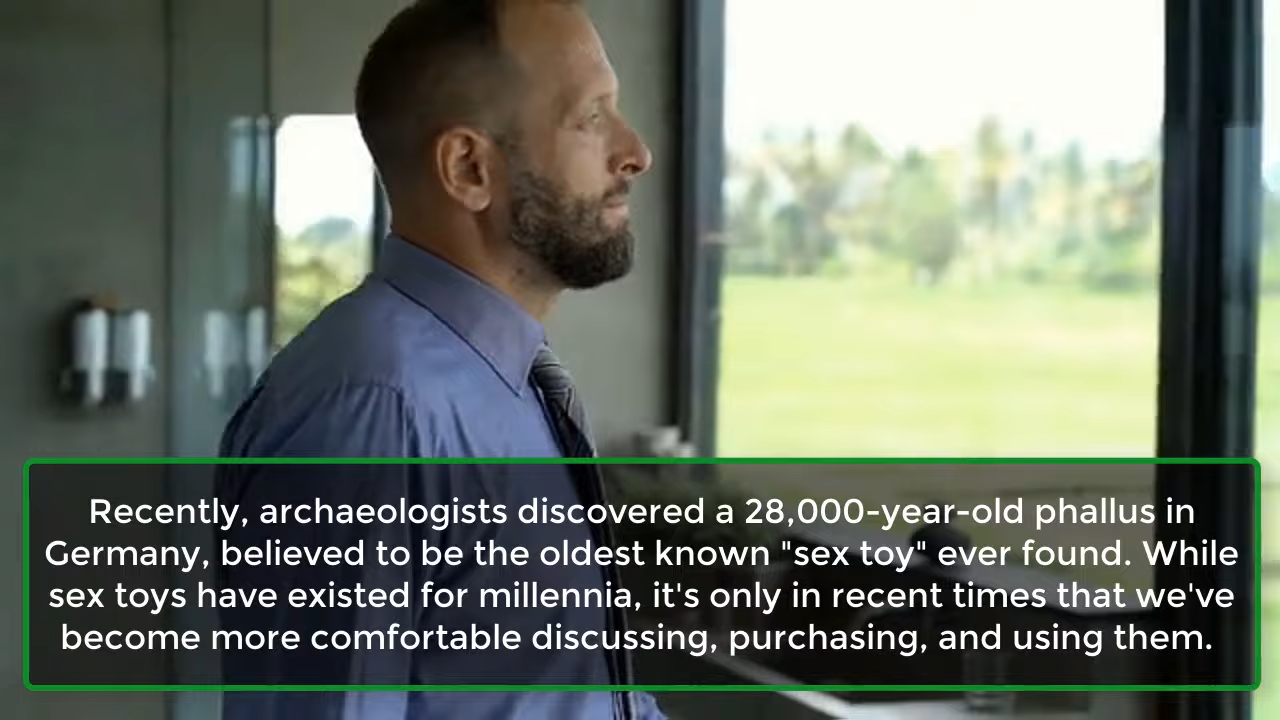 Recently, archaeologists discovered a 28,000-year-old phallus in
Germany, believed to be the oldest known "sex toy" ever found. While
sex toys have existed for millennia, it's only in recent times that we've
become more comfortable discussing, purchasing, and using them.